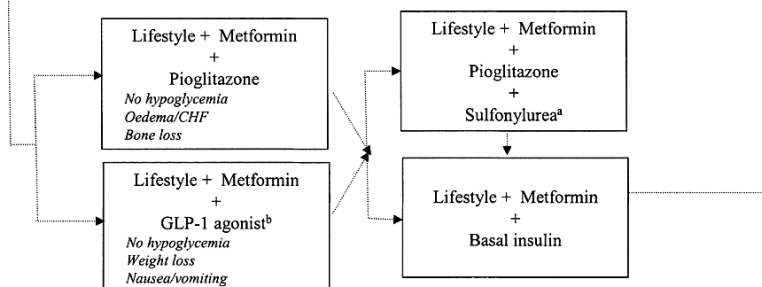 Lifestyle + Metformin
+
Pioglitazone
No hypoglycemia
Oedema/CHF
Bone loss
Lifestyle + Metformin
+
GLP-1 agonistᵇ
No hypoglycemia
Weight loss
Nausea/vomiting
Lifestyle + Metformin
+
Pioglitazone
+
Sulfonylureaᵃ
Lifestyle + Metformin
+
Basal insulin